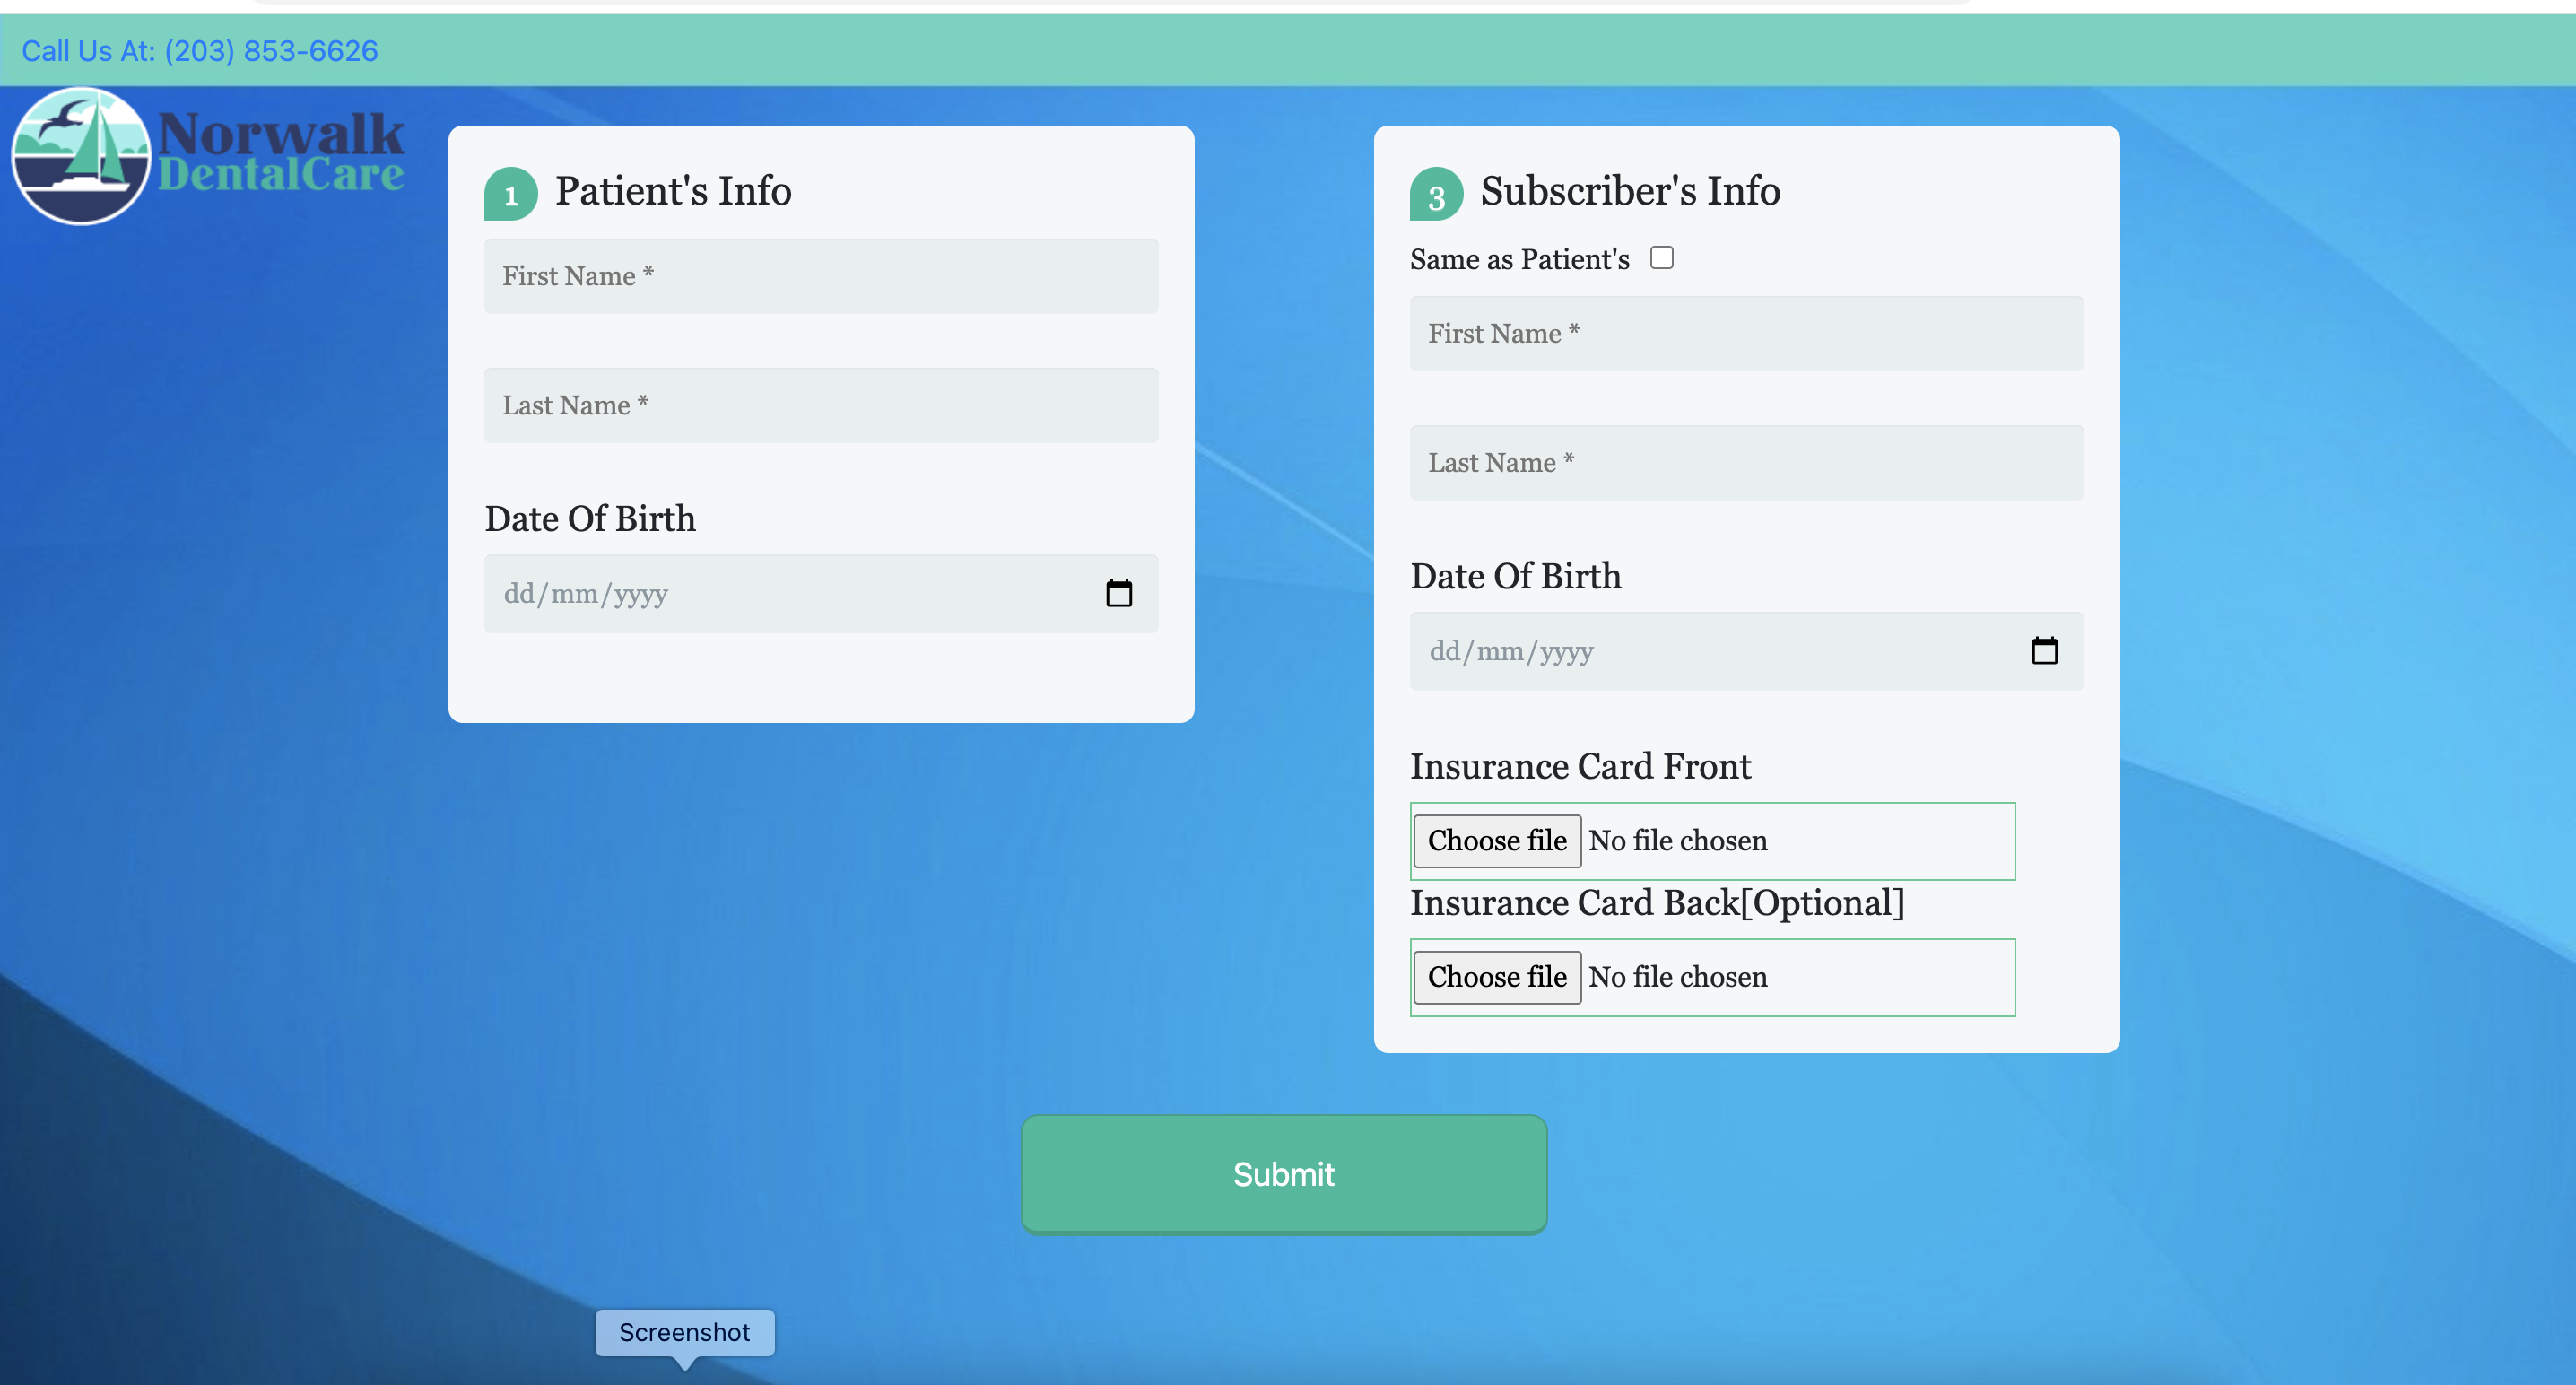 Call Us At: (203) 853-6626
Norwalk
DentalCare
1 Patient's Info
First Name *
Last Name *
Date Of Birth
dd/mm/yyyy
3 Subscriber's Info
Same as Patient's
First Name *
Last Name *
Date Of Birth
dd/mm/yyyy
Insurance Card Front
Choose file No file chosen
Insurance Card Back[Optional]
Choose file No file chosen
Submit
Screenshot